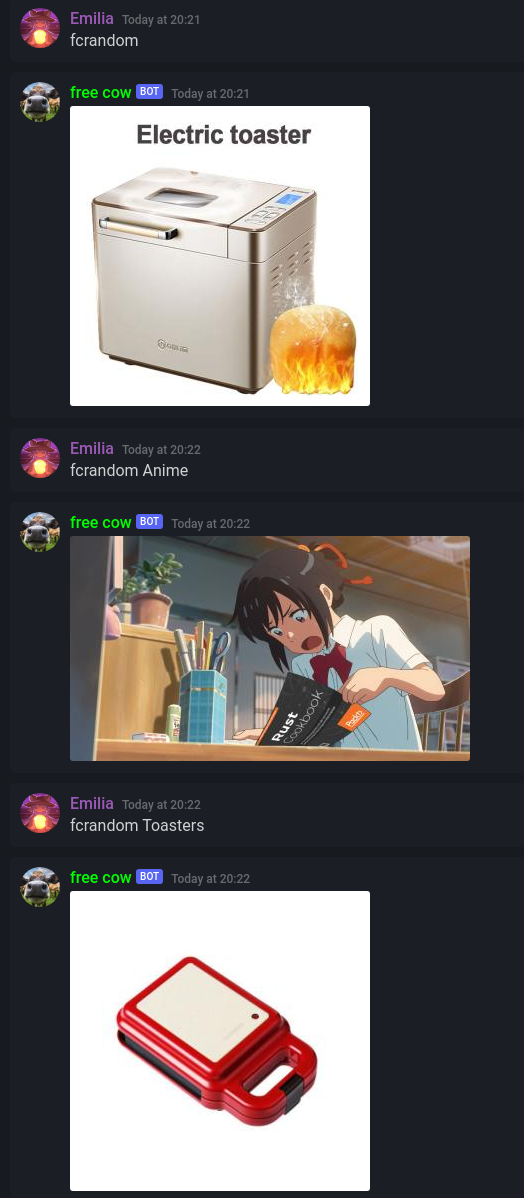 Emilia Today at 20:21
fcrandom
free cow BOT Today at 20:21
Electric toaster
Emilia Today at 20:22
fcrandom Anime
free cow BOT Today at 20:22
Rust
Cookbook
Packt>
Emilia Today at 20:22
fcrandom Toasters
free cow BOT Today at 20:22